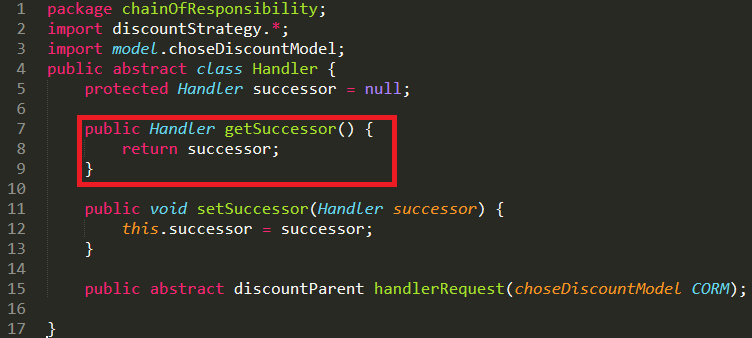 1 package chainOfResponsibility;
2 import discountStrategy.*;
3 import model.choseDiscountModel;
4 public abstract class Handler {
5     protected Handler successor = null;
6
7     public Handler getSuccessor() {
8         return successor;
9     }
10
11     public void setSuccessor(Handler successor) {
12         this.successor = successor;
13     }
14
15     public abstract discountParent handlerRequest(choseDiscountModel CORM);
16
17 }